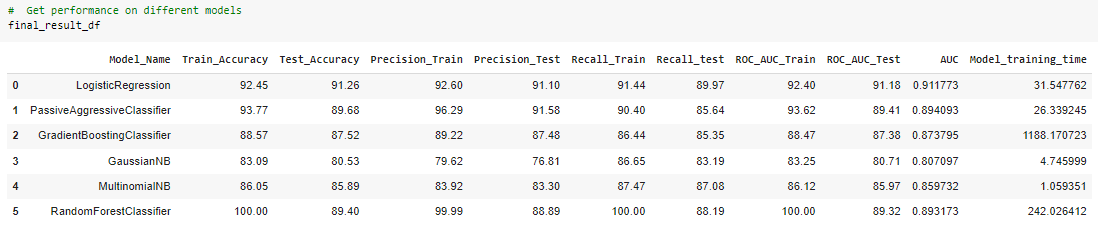 # Get performance on different models
final_result_df
Model_Name Train_Accuracy Test_Accuracy Precision_Train Precision_Test Recall_Train Recall_test ROC_AUC_Train ROC_AUC_Test AUC Model_training_time
0 LogisticRegression 92.45 91.26 92.60 91.10 91.44 89.97 92.40 91.18 0.911773 31.547762
1 PassiveAggressiveClassifier 93.77 89.68 96.29 91.58 90.40 85.64 93.62 89.41 0.894093 26.339245
2 GradientBoostingClassifier 88.57 87.52 89.22 87.48 86.44 85.35 88.47 87.38 0.873795 1188.170723
3 GaussianNB 83.09 80.53 79.62 76.81 86.65 83.19 83.25 80.71 0.807097 4.745999
4 MultinomialNB 86.05 85.89 83.92 83.30 87.47 87.08 86.12 85.97 0.859732 1.059351
5 RandomForestClassifier 100.00 89.40 99.99 88.89 100.00 88.19 100.00 89.32 0.893173 242.026412